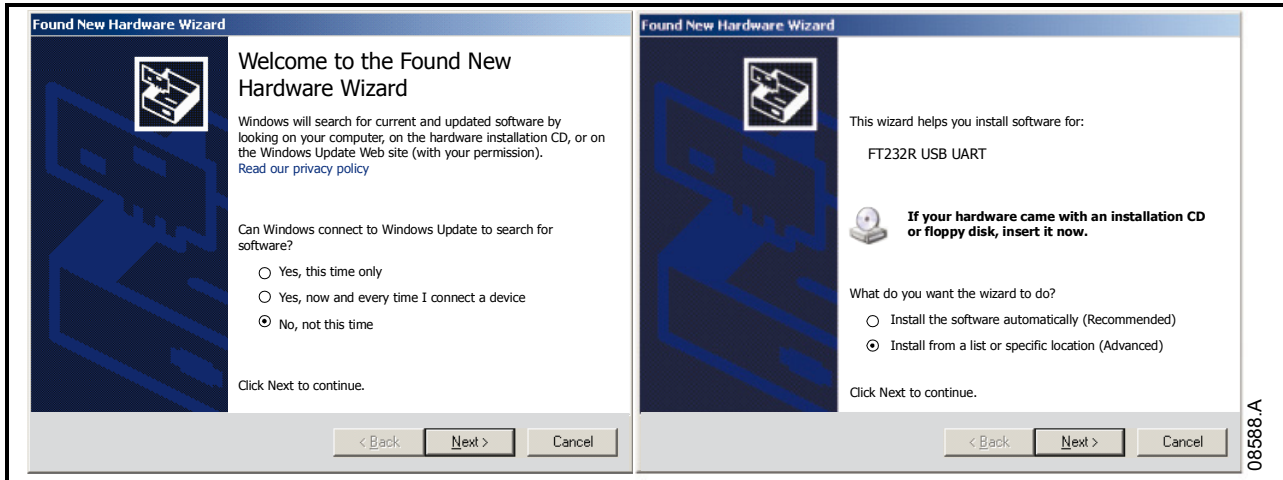 Found New Hardware Wizard
Welcome to the Found New
Hardware Wizard
Windows will search for current and updated software by
looking on your computer, on the hardware installation CD, or on
the Windows Update Web site (with your permission).
Read our privacy policy
Can Windows connect to Windows Update to search for
software?
Yes, this time only
Yes, now and every time I connect a device
No, not this time
Click Next to continue.
< Back
Next >
Cancel
Found New Hardware Wizard
This wizard helps you install software for:
FT232R USB UART
If your hardware came with an installation CD
or floppy disk, insert it now.
What do you want the wizard to do?
Install the software automatically (Recommended)
Install from a list or specific location (Advanced)
Click Next to continue.
< Back
Next >
Cancel
08588.A